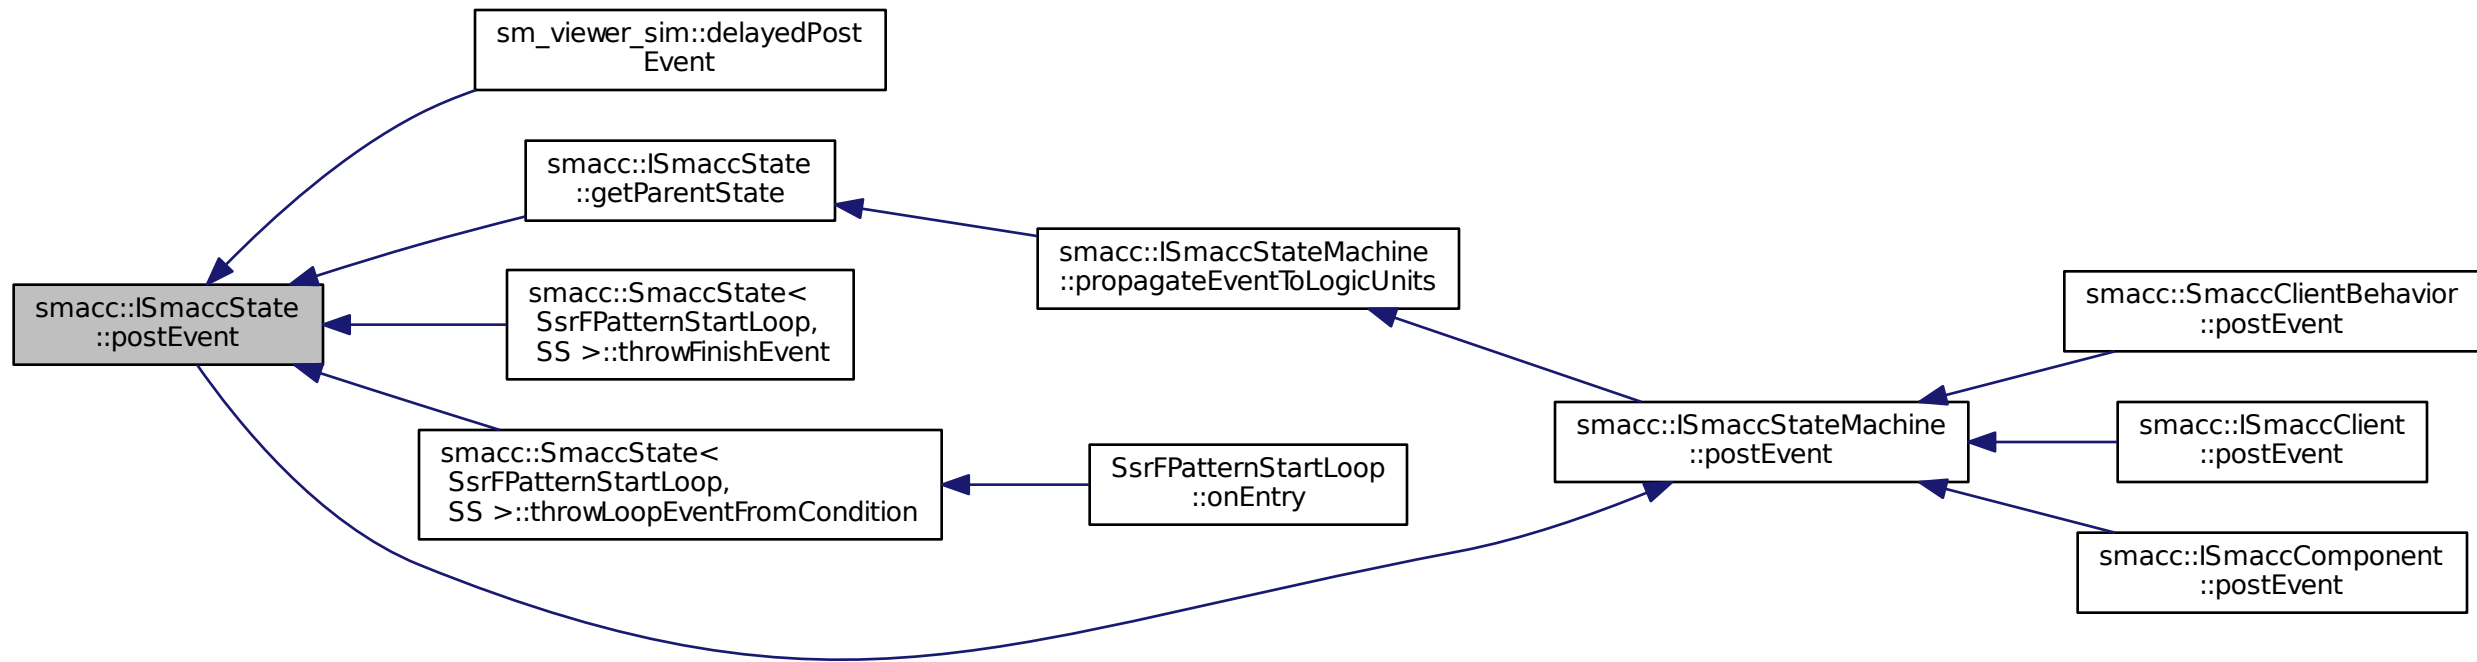 sm_viewer_sim::delayedPost
Event
smacc::ISmaccState
::getParentState
smacc::ISmaccStateMachine
::propagateEventToLogicUnits
smacc::ISmaccState
::postEvent
smacc::SmaccState<
SsrFPatternStartLoop,
SS >::throwFinishEvent
smacc::SmaccClientBehavior
::postEvent
smacc::ISmaccStateMachine
::postEvent
smacc::ISmaccClient
::postEvent
smacc::SmaccState<
SsrFPatternStartLoop,
SS >::throwLoopEventFromCondition
SsrFPatternStartLoop
::onEntry
smacc::ISmaccComponent
::postEvent